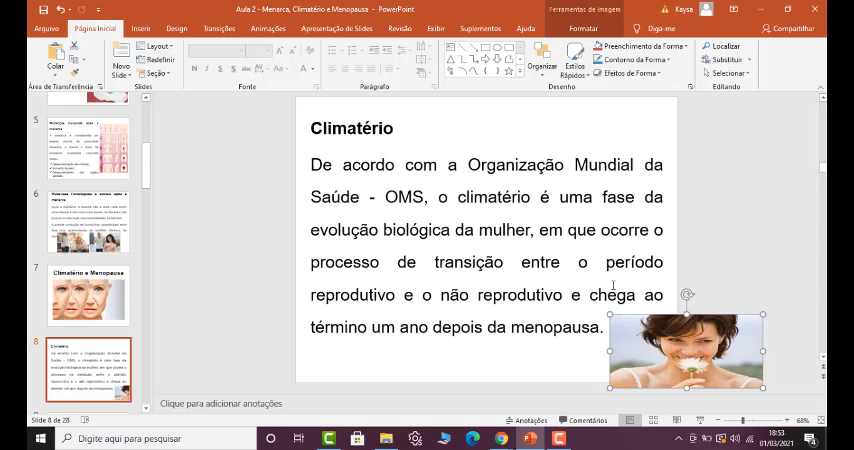 Aula 2 - Menarca, Climatério e Menopausa - PowerPoint
Ferramentas de imagem
Kaysa
Arquivo
Página Inicial
Inserir
Design
Transições
Animações
Apresentação de Slides
Revisão
Exibir
Suplementos
Ajuda
Formatar
Diga-me
Compartilhar
Colar
Novo
Slide
Layout
Redefinir
Seção
Organizar
Estilos
Rápidos
Preenchimento da Forma
Contorno da Forma
Efeitos de Forma
Localizar
Substituir
Selecionar
Área de Transferência
Slides
Fonte
Parágrafo
Desenho
Editando
5
6
7
Climatério e Menopausa
8
Climatério
De acordo com a Organização Mundial da
Saúde - OMS, o climatério é uma fase da
evolução biológica da mulher, em que ocorre o
processo de transição entre o período
reprodutivo e o não reprodutivo e chega ao
término um ano depois da menopausa.
Clique para adicionar anotações
Slide 8 de 28
Anotações
Comentários
68%
Digite aqui para pesquisar
18:53
01/03/2021
4